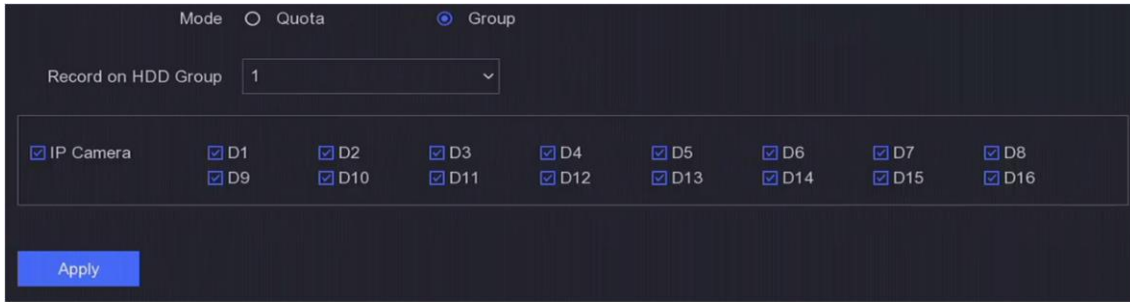 Mode Quota Group
Record on HDD Group 1
IP Camera D1 D2 D3 D4 D5 D6 D7 D8
D9 D10 D11 D12 D13 D14 D15 D16
Apply